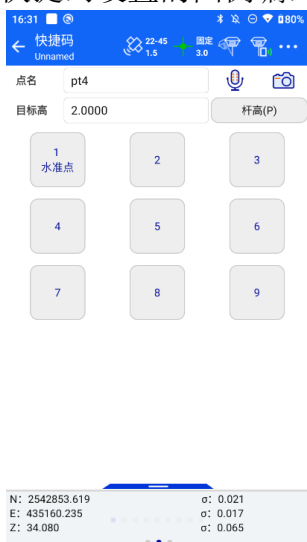 16:31 80%
快捷码 22-45 固定
Unnamed 1.5 3.0
点名 pt4
目标高 2.0000 杆高(P)
1 2 3
水准点
4 5 6
7 8 9
N: 2542853.619 σ: 0.021
E: 435160.235 σ: 0.017
Z: 34.080 σ: 0.065